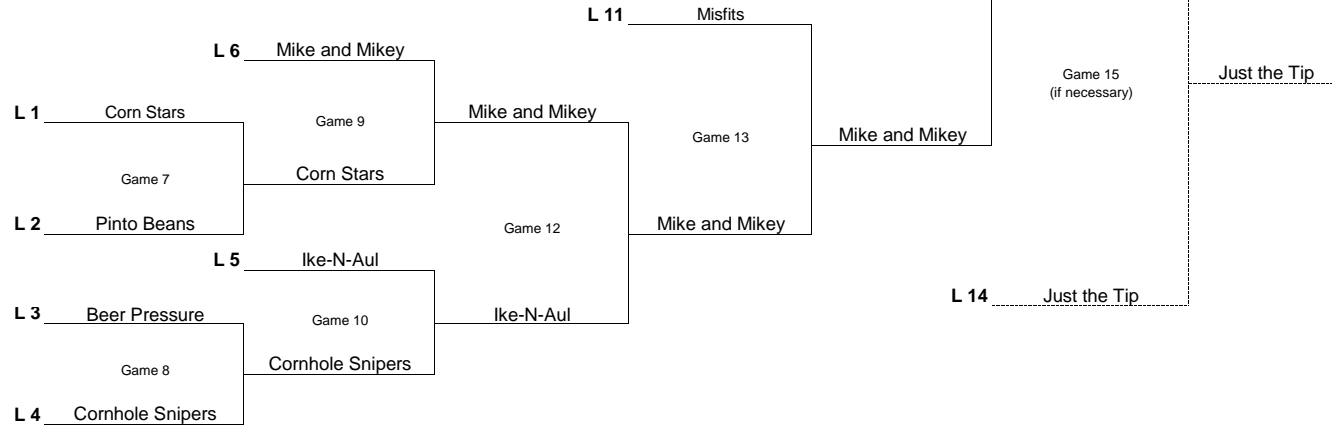 L 11 Misfits
L 6 Mike and Mikey
Game 15 Just the Tip
(if necessary)
L 1 Corn Stars Game 9 Mike and Mikey
Game 13 Mike and Mikey
Game 7 Corn Stars
L 2 Pinto Beans Game 12 Mike and Mikey
L 5 Ike-N-Aul
L 14 Just the Tip
L 3 Beer Pressure Game 10 Ike-N-Aul
Game 8 Cornhole Snipers
L 4 Cornhole Snipers